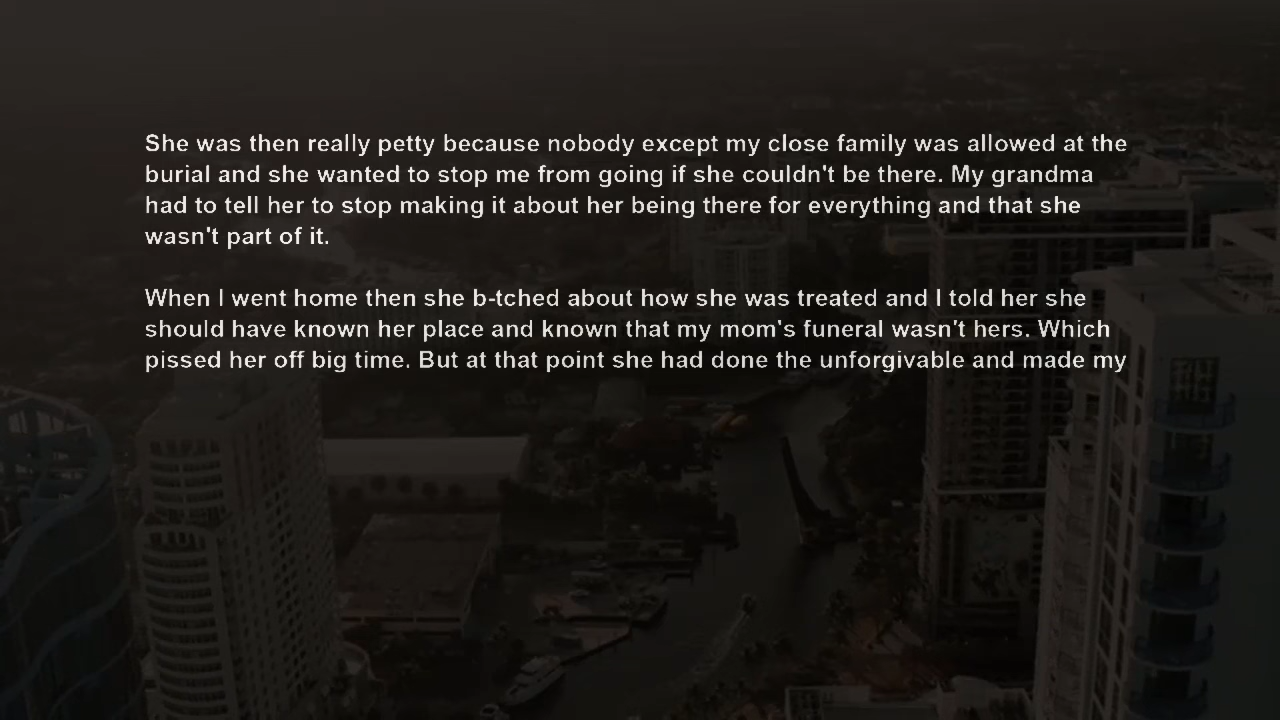 She was then really petty because nobody except my close family was allowed at the
burial and she wanted to stop me from going if she couldn't be there. My grandma
had to tell her to stop making it about her being there for everything and that she
wasn't part of it.
When I went home then she b-tched about how she was treated and I told her she
should have known her place and known that my mom's funeral wasn't hers. Which
pissed her off big time. But at that point she had done the unforgivable and made my